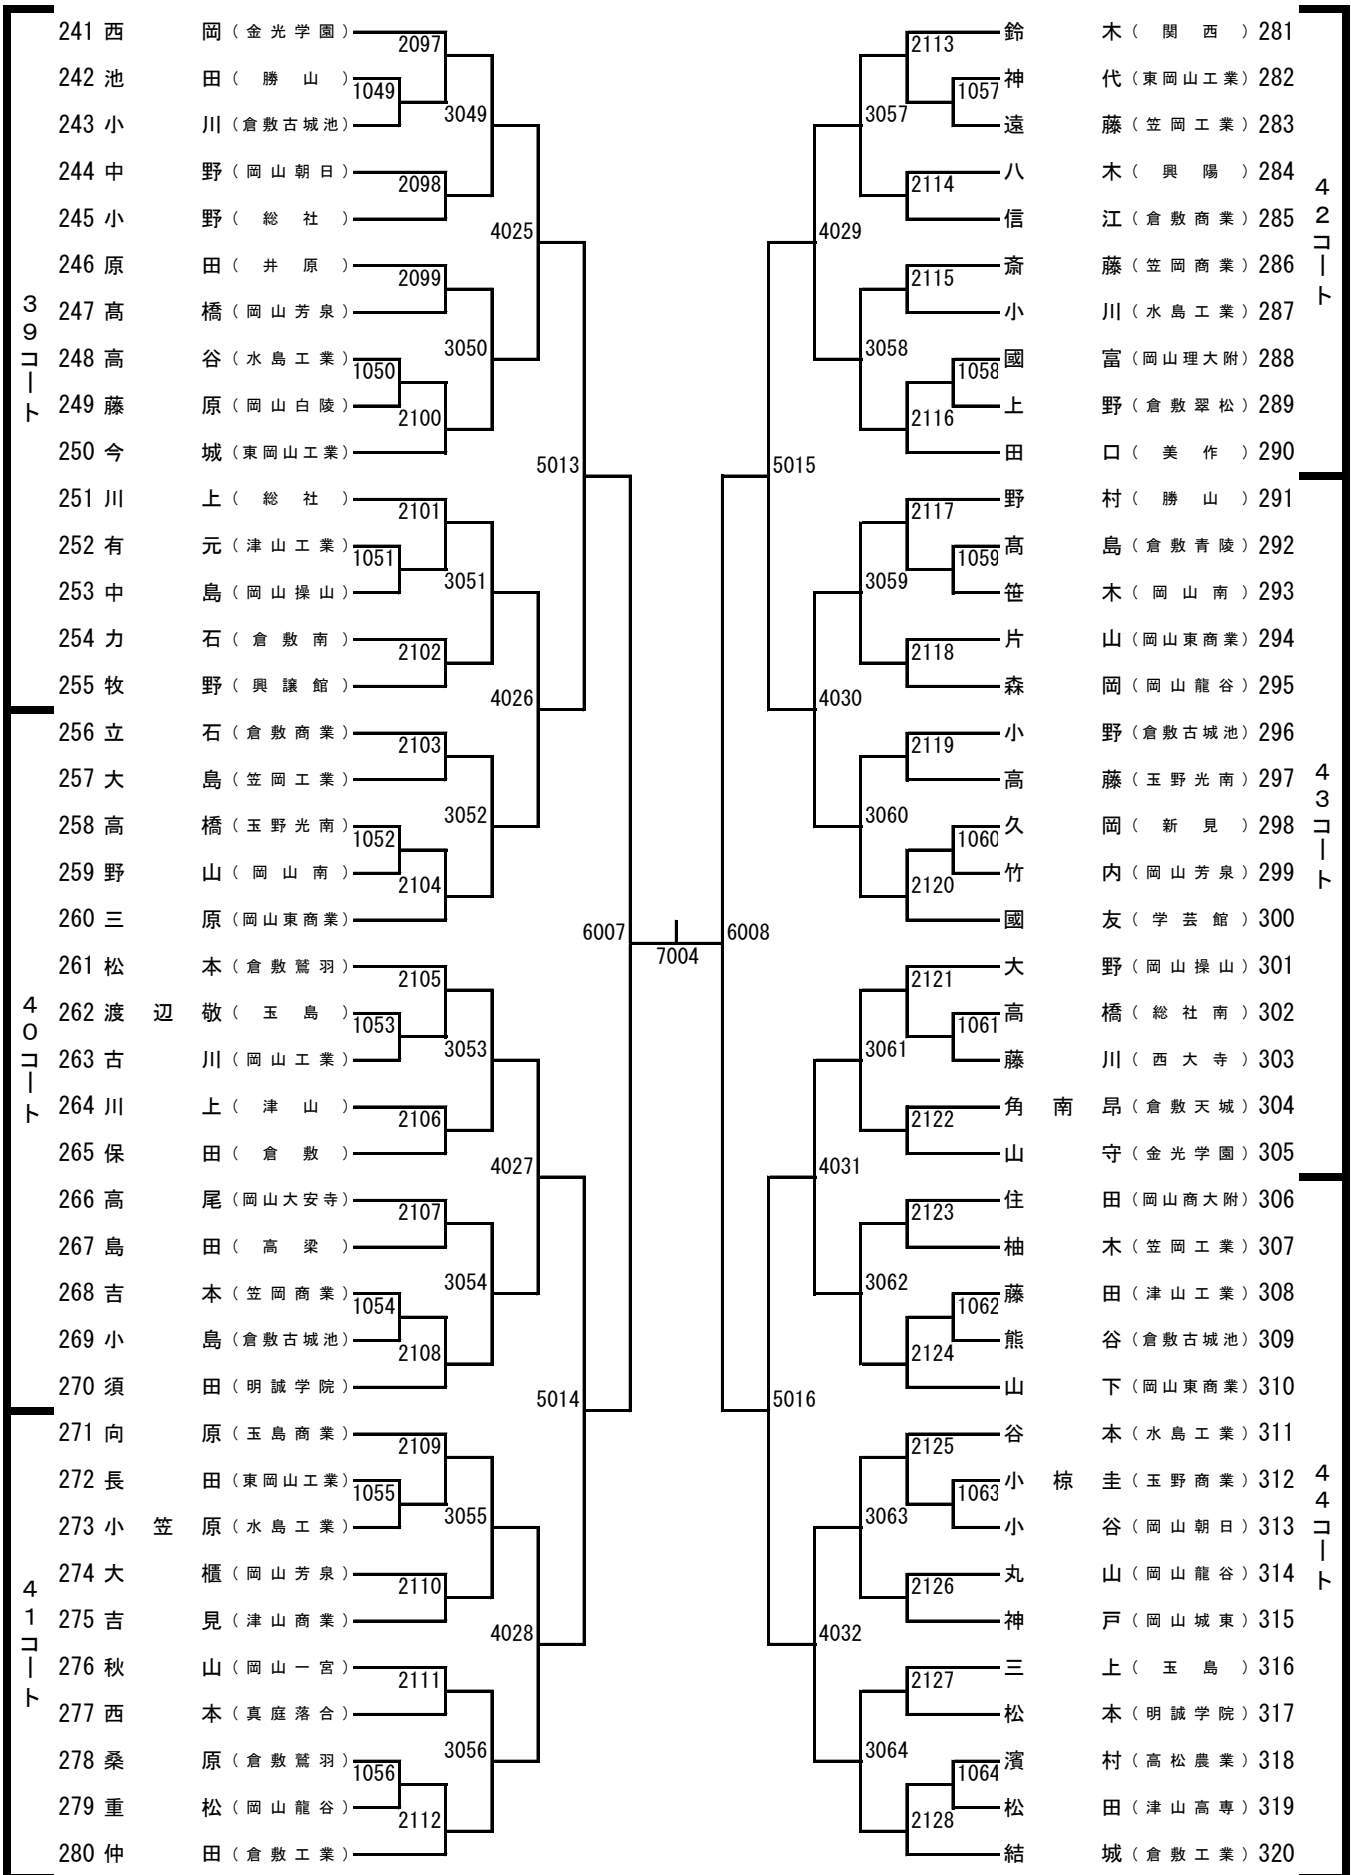 39コート
241 西岡 (金光学園)
242 池田 (勝山)
243 小川 (倉敷古城池)
244 中野 (岡山朝日)
245 小野 (総社)
246 原田 (井原)
247 髙橋 (岡山芳泉)
248 高谷 (水島工業)
249 藤原 (岡山白陵)
250 今城 (東岡山工業)
251 川上 (総社)
252 有元 (津山工業)
253 中島 (岡山操山)
254 力石 (倉敷南)
255 牧野 (興譲館)
40コート
256 立石 (倉敷商業)
257 大島 (笠岡工業)
258 高橋 (玉野光南)
259 野山 (岡山南)
260 三原 (岡山東商業)
261 松本 (倉敷鷲羽)
262 渡辺敬 (玉島)
263 古川 (岡山工業)
264 川上 (津山)
265 保田 (倉敷)
266 高尾 (岡山大安寺)
267 島田 (高梁)
268 吉本 (笠岡商業)
269 小島 (倉敷古城池)
270 須田 (明誠学院)
41コート
271 向原 (玉島商業)
272 長田 (東岡山工業)
273 小笠原 (水島工業)
274 大櫃 (岡山芳泉)
275 吉見 (津山商業)
276 秋山 (岡山一宮)
277 西本 (真庭落合)
278 桑原 (倉敷鷲羽)
279 重松 (岡山龍谷)
280 仲田 (倉敷工業)
1049
1050
1051
1052
1053
1054
1055
1056
2097
2098
2099
2100
2101
2102
2103
2104
2105
2106
2107
2108
2109
2110
2111
2112
3049
3050
3051
3052
3053
3054
3055
3056
4025
4026
4027
4028
5013
5014
6007
7004
6008
5015
5016
4029
4030
4031
4032
3057
3058
3059
3060
3061
3062
3063
3064
2113
2114
2115
2116
2117
2118
2119
2120
2121
2122
2123
2124
2125
2126
2127
2128
1057
1058
1059
1060
1061
1062
1063
1064
42コート
鈴木 (関西) 281
神代 (東岡山工業) 282
遠藤 (笠岡工業) 283
八木 (興陽) 284
信江 (倉敷商業) 285
斎藤 (笠岡商業) 286
小川 (水島工業) 287
國富 (岡山理大附) 288
上野 (倉敷翠松) 289
田口 (美作) 290
43コート
野村 (勝山) 291
髙島 (倉敷青陵) 292
笹木 (岡山南) 293
片山 (岡山東商業) 294
森岡 (岡山龍谷) 295
小野 (倉敷古城池) 296
高藤 (玉野光南) 297
久岡 (新見) 298
竹内 (岡山芳泉) 299
國友 (学芸館) 300
大野 (岡山操山) 301
高橋 (総社南) 302
藤川 (西大寺) 303
角南昂 (倉敷天城) 304
山守 (金光学園) 305
44コート
住田 (岡山商大附) 306
柚木 (笠岡工業) 307
藤田 (津山工業) 308
熊谷 (倉敷古城池) 309
山下 (岡山東商業) 310
谷本 (水島工業) 311
小椋圭 (玉野商業) 312
小谷 (岡山朝日) 313
丸山 (岡山龍谷) 314
神戸 (岡山城東) 315
三上 (玉島) 316
松本 (明誠学院) 317
濱村 (高松農業) 318
松田 (津山高専) 319
結城 (倉敷工業) 320